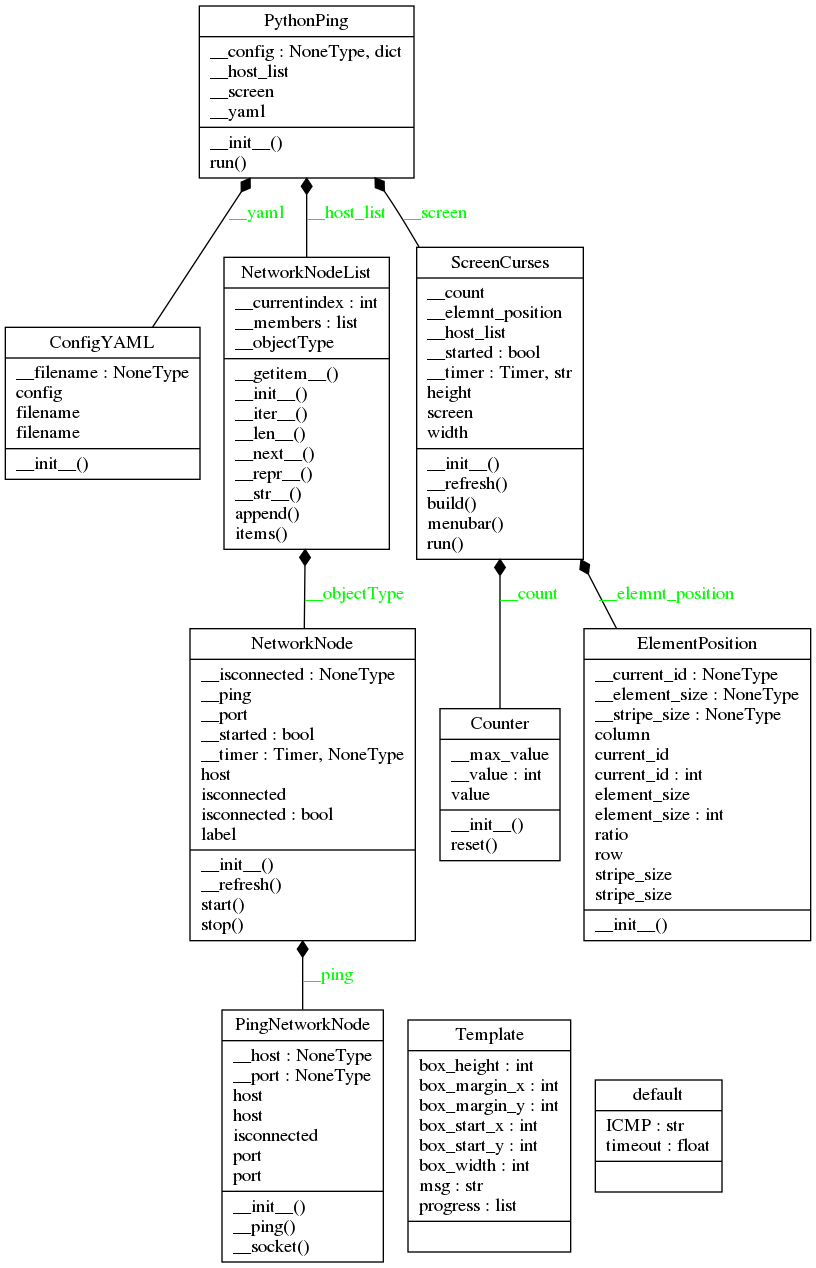 PythonPing
__config : NoneType, dict
__host_list
__screen
__yaml
__init__()
run()
__yaml
__host_list
__screen
ConfigYAML
__filename : NoneType
config
filename
filename
__init__()
NetworkNodeList
__currentindex : int
__members : list
__objectType
__getitem__()
__init__()
__iter__()
__len__()
__next__()
__repr__()
__str__()
append()
items()
ScreenCurses
__count
__elemnt_position
__host_list
__started : bool
__timer : Timer, str
height
screen
width
__init__()
__refresh()
build()
menubar()
run()
__objectType
__count
__elemnt_position
NetworkNode
__isconnected : NoneType
__ping
__port
__started : bool
__timer : Timer, NoneType
host
isconnected
isconnected : bool
label
__init__()
__refresh()
start()
stop()
Counter
__max_value
__value : int
value
__init__()
reset()
ElementPosition
__current_id : NoneType
__element_size : NoneType
__stripe_size : NoneType
column
current_id
current_id : int
element_size
element_size : int
ratio
row
stripe_size
stripe_size
__init__()
__ping
PingNetworkNode
__host : NoneType
__port : NoneType
host
host
isconnected
port
port
__init__()
__ping()
__socket()
Template
box_height : int
box_margin_x : int
box_margin_y : int
box_start_x : int
box_start_y : int
box_width : int
msg : str
progress : list
default
ICMP : str
timeout : float